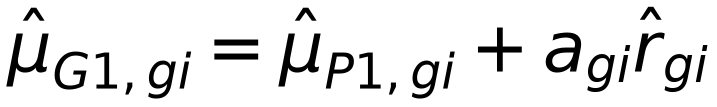 μ̂_{G1, gi} = μ̂_{P1, gi} + a_{gi}r̂_{gi}